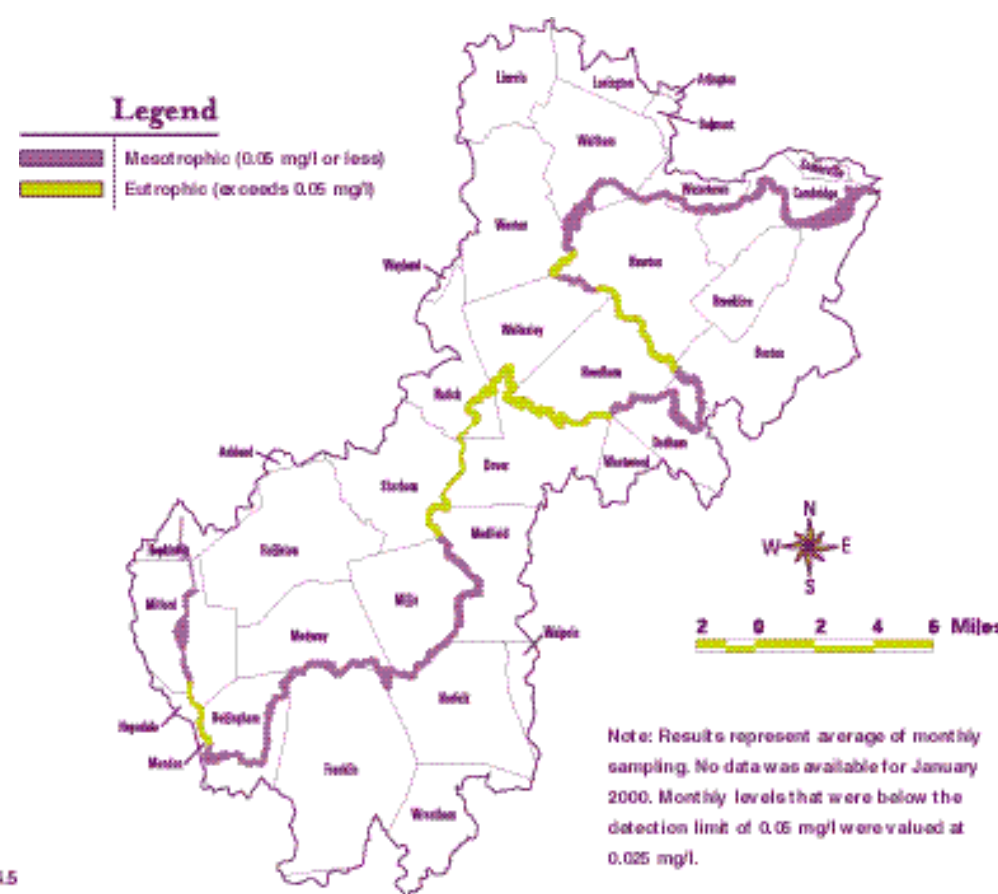 Legend
Mesotrophic (0.05 mg/l or less)
Eutrophic (exceeds 0.05 mg/l)
Lincoln
Lexington
Arlington
Belmont
Waltham
Somerville
Watertown
Cambridge
Weston
Wayland
Newton
Brookline
Wellesley
Boston
Needham
Natick
Dedham
Westwood
Ashland
Dover
Sherborn
Medfield
Hopkinton
Holliston
Milford
Millis
Medway
Walpole
Norfolk
Hopedale
Bellingham
Mendon
Franklin
Wrentham
N
W E
S
2 0 2 4 6 Miles
Note: Results represent average of monthly
sampling. No data was available for January
2000. Monthly levels that were below the
detection limit of 0.05 mg/l were valued at
0.025 mg/l.